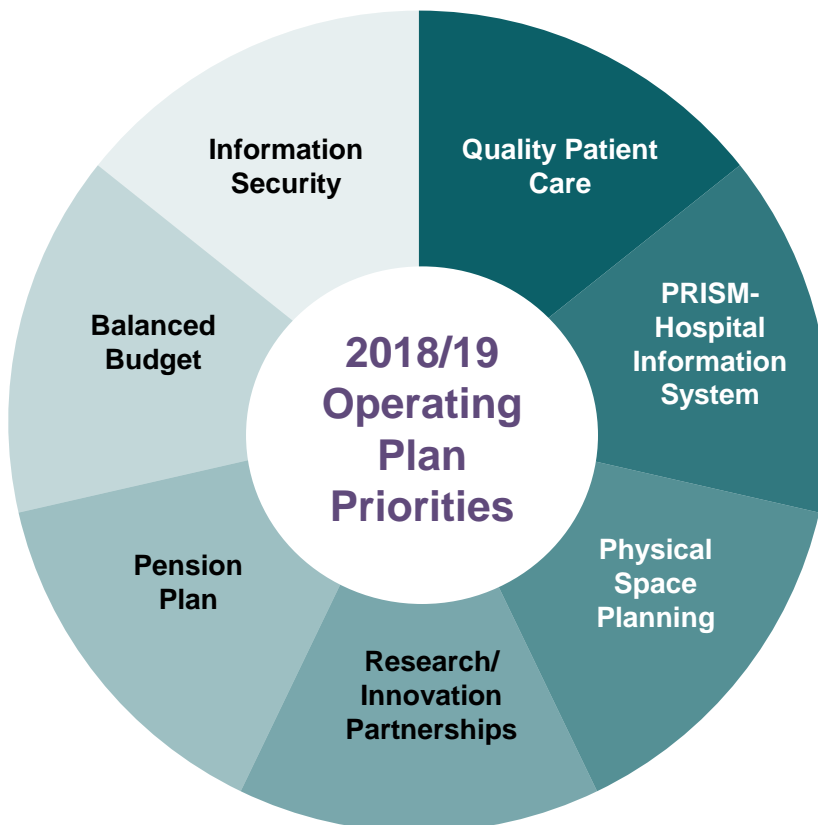 2018/19
Operating
Plan
Priorities
Quality Patient
Care
PRISM-
Hospital
Information
System
Physical
Space
Planning
Research/
Innovation
Partnerships
Pension
Plan
Balanced
Budget
Information
Security